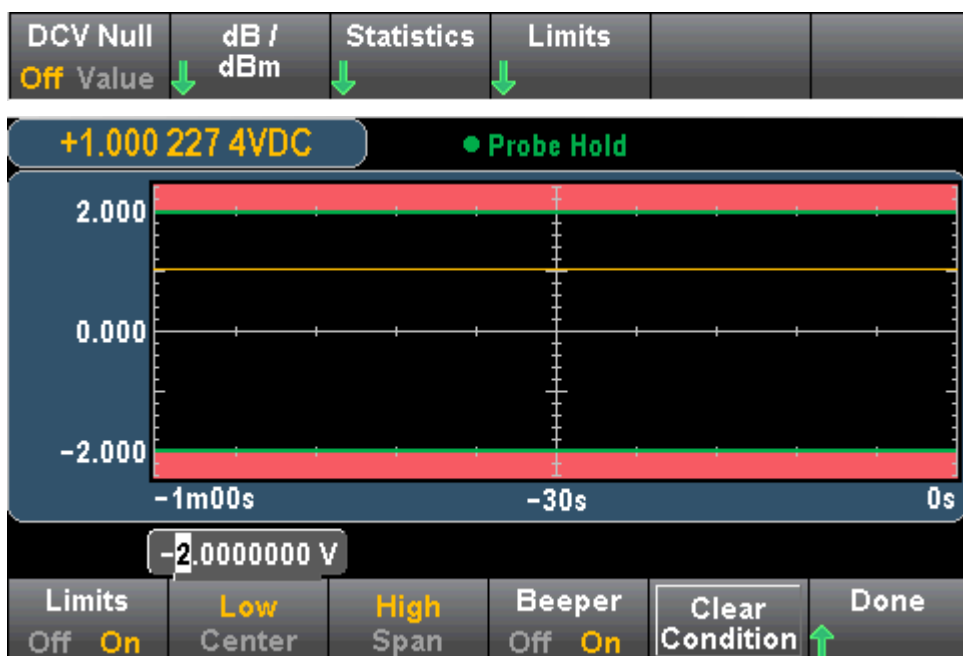 DCV Null dB / Statistics Limits
Off Value dBm
+1.000 227 4VDC Probe Hold
2.000
0.000
-2.000
-1m00s -30s 0s
-2.0000000 V
Limits Low High Beeper Clear Done
Off On Center Span Off On Condition